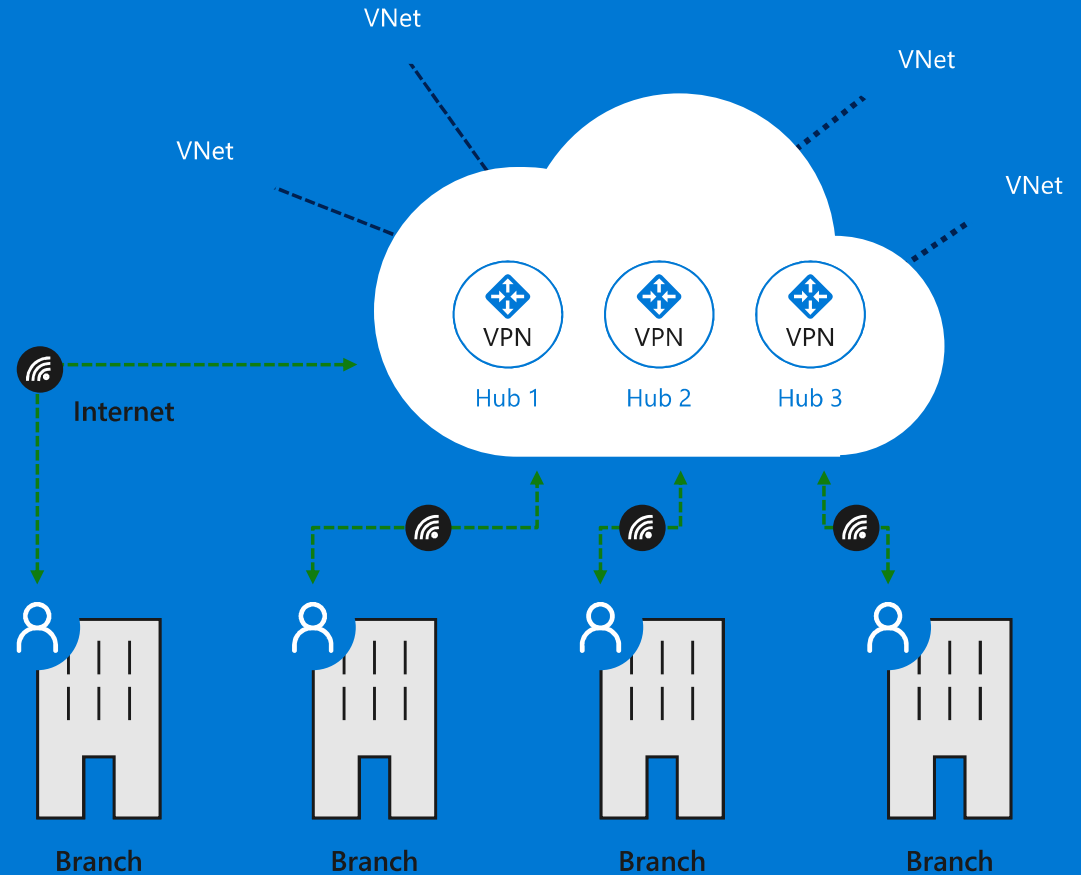 VNet
VNet
VNet
VNet
VPN
VPN
VPN
Hub 1
Hub 2
Hub 3
Internet
Branch
Branch
Branch
Branch